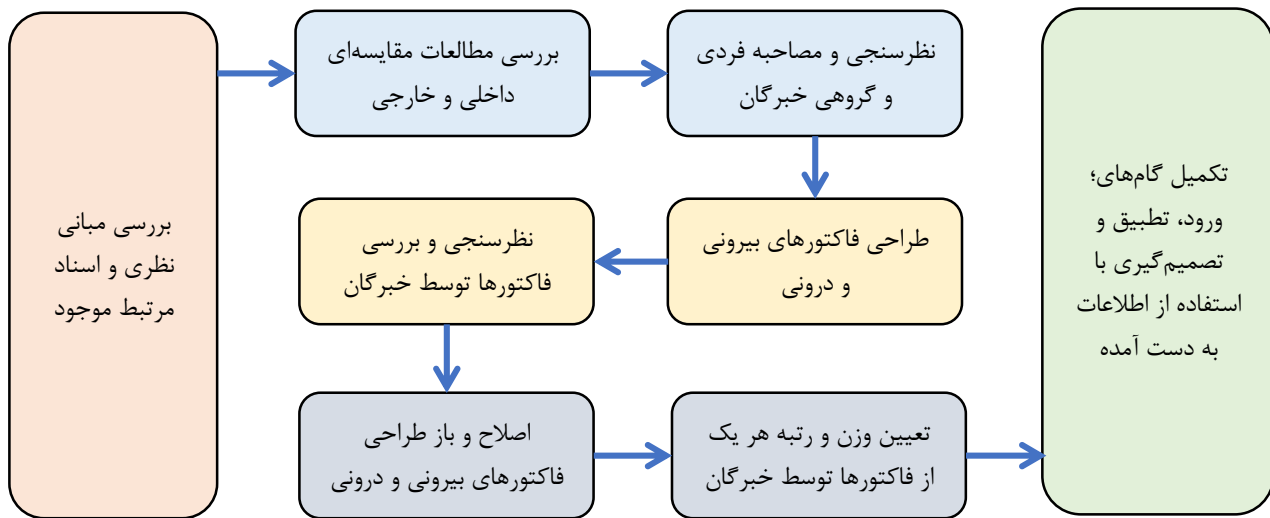 بررسی مبانی
نظری و اسناد
مرتبط موجود
بررسی مطالعات مقایسه‌ای
داخلی و خارجی
نظرسنجی و مصاحبه فردی
و گروهی خبرگان
طراحی فاکتورهای بیرونی
و درونی
نظرسنجی و بررسی
فاکتورها توسط خبرگان
اصلاح و باز طراحی
فاکتورهای بیرونی و درونی
تعیین وزن و رتبه هر یک
از فاکتورها توسط خبرگان
تکمیل گام‌های؛
ورود، تطبیق و
تصمیم‌گیری با
استفاده از اطلاعات
به دست آمده